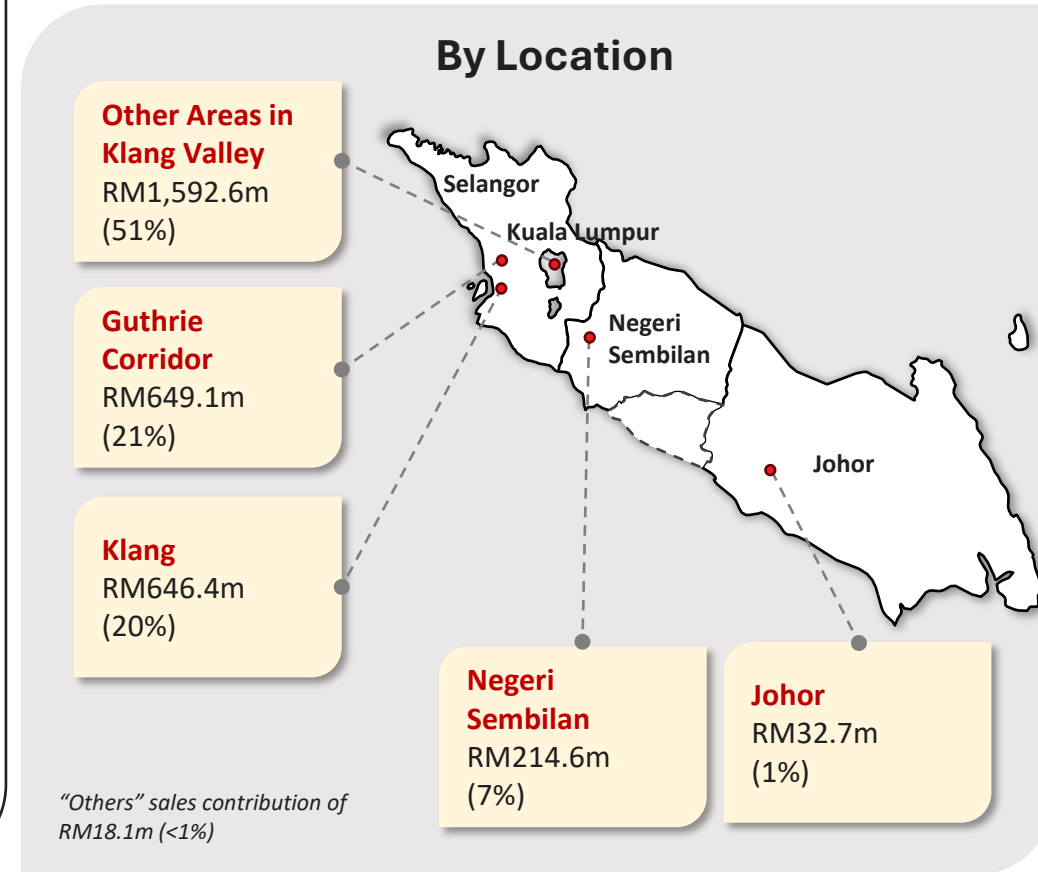 By Location
Other Areas in
Klang Valley
RM1,592.6m
(51%)
Guthrie
Corridor
RM649.1m
(21%)
Klang
RM646.4m
(20%)
Selangor
Kuala Lumpur
Negeri
Sembilan
Johor
Negeri
Sembilan
RM214.6m
(7%)
Johor
RM32.7m
(1%)
“Others” sales contribution of
RM18.1m (<1%)